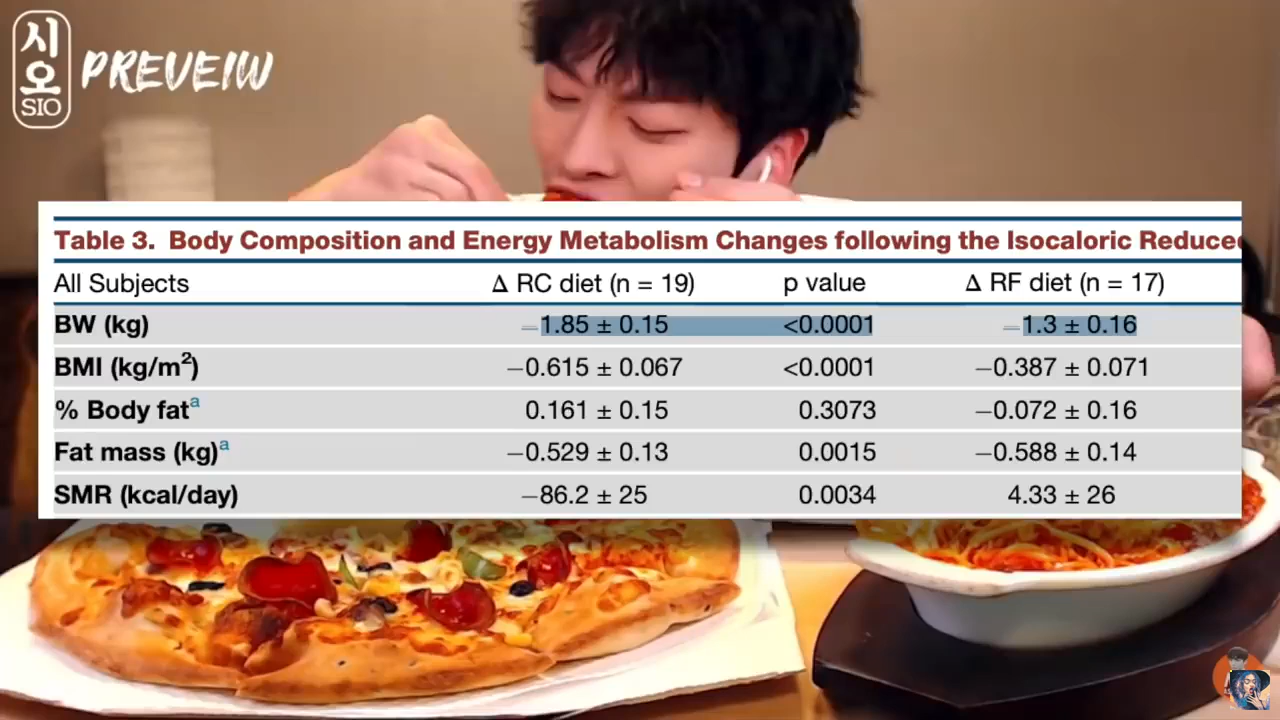 시
오
SIO
PREVEIW
Table 3. Body Composition and Energy Metabolism Changes following the Isocaloric Reduced
All Subjects Δ RC diet (n = 19) p value Δ RF diet (n = 17)
BW (kg) −1.85 ± 0.15 <0.0001 −1.3 ± 0.16
BMI (kg/m²) −0.615 ± 0.067 <0.0001 −0.387 ± 0.071
% Body fatᵃ 0.161 ± 0.15 0.3073 −0.072 ± 0.16
Fat mass (kg)ᵃ −0.529 ± 0.13 0.0015 −0.588 ± 0.14
SMR (kcal/day) −86.2 ± 25 0.0034 4.33 ± 26